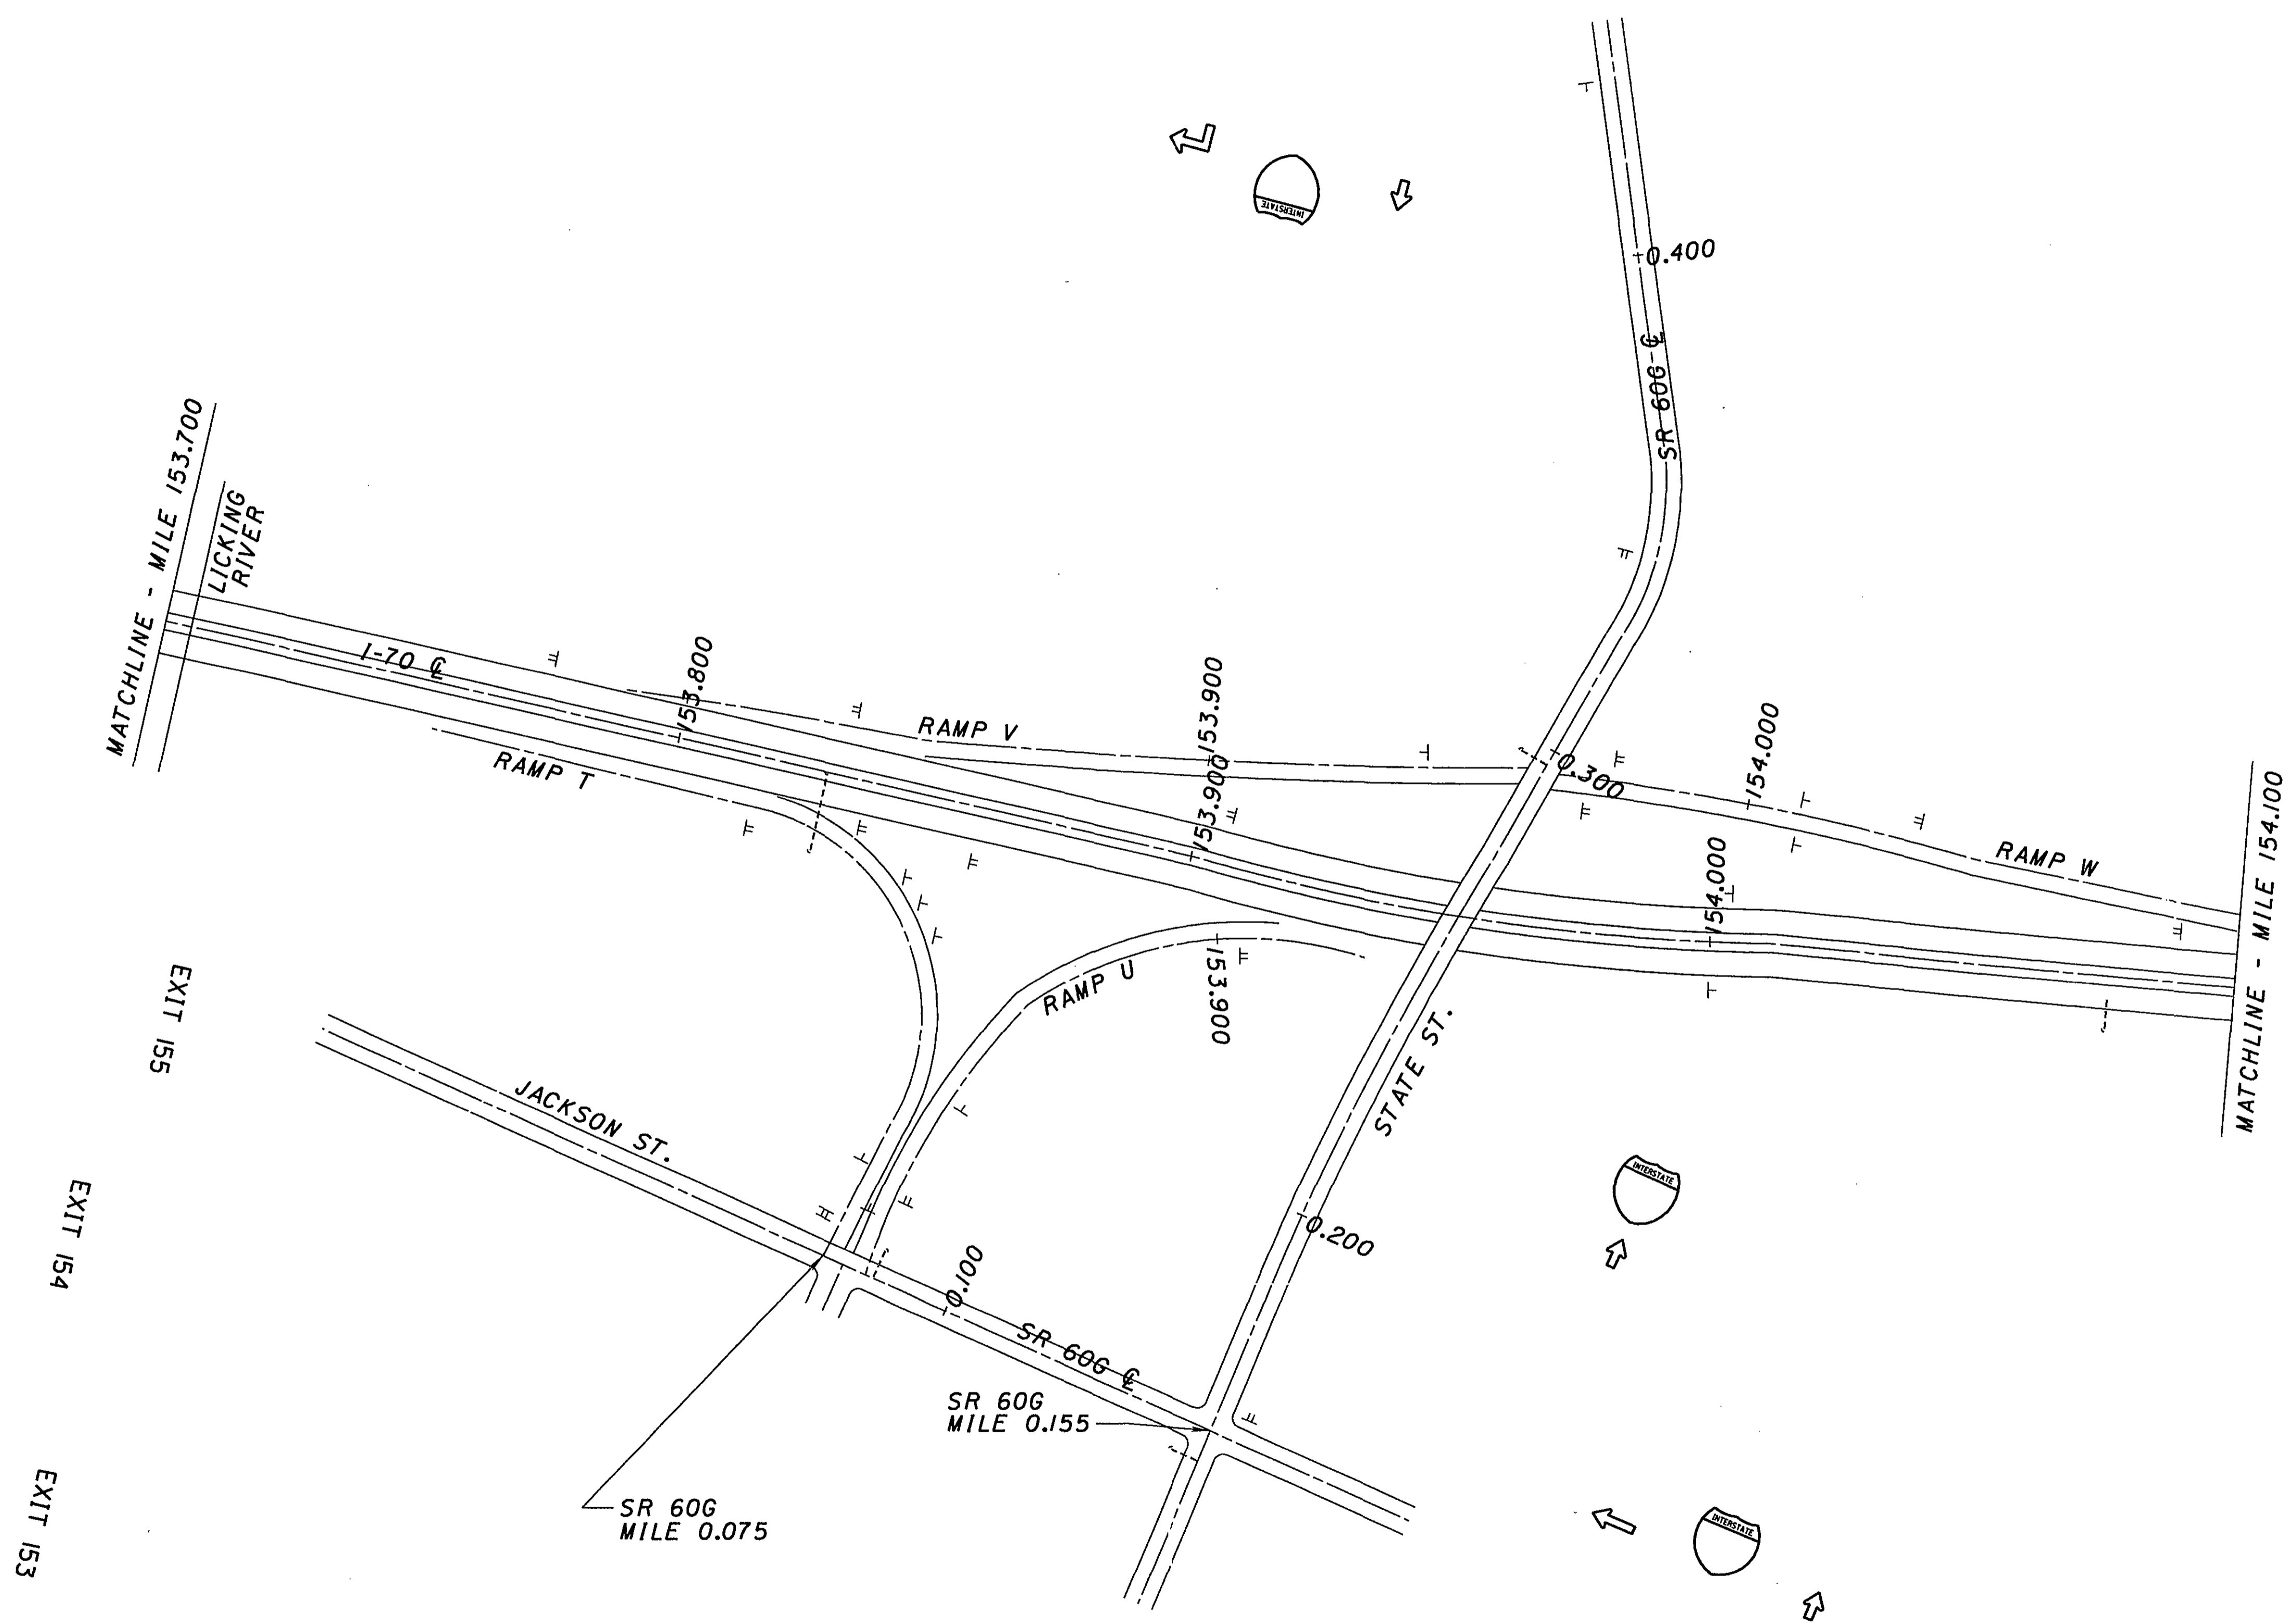 INTERSTATE
0.400
SR 60G ℄
MATCHLINE - MILE 153.700
LICKING
RIVER
I-70 ℄
153.800
RAMP V
153.900
153.900
0.300
154.000
154.000
RAMP W
MATCHLINE - MILE 154.100
RAMP T
RAMP U
153.900
STATE ST.
EXIT 155
JACKSON ST.
EXIT 154
INTERSTATE
0.200
0.100
SR 60G ℄
SR 60G
MILE 0.155
SR 60G
MILE 0.075
EXIT 153
INTERSTATE